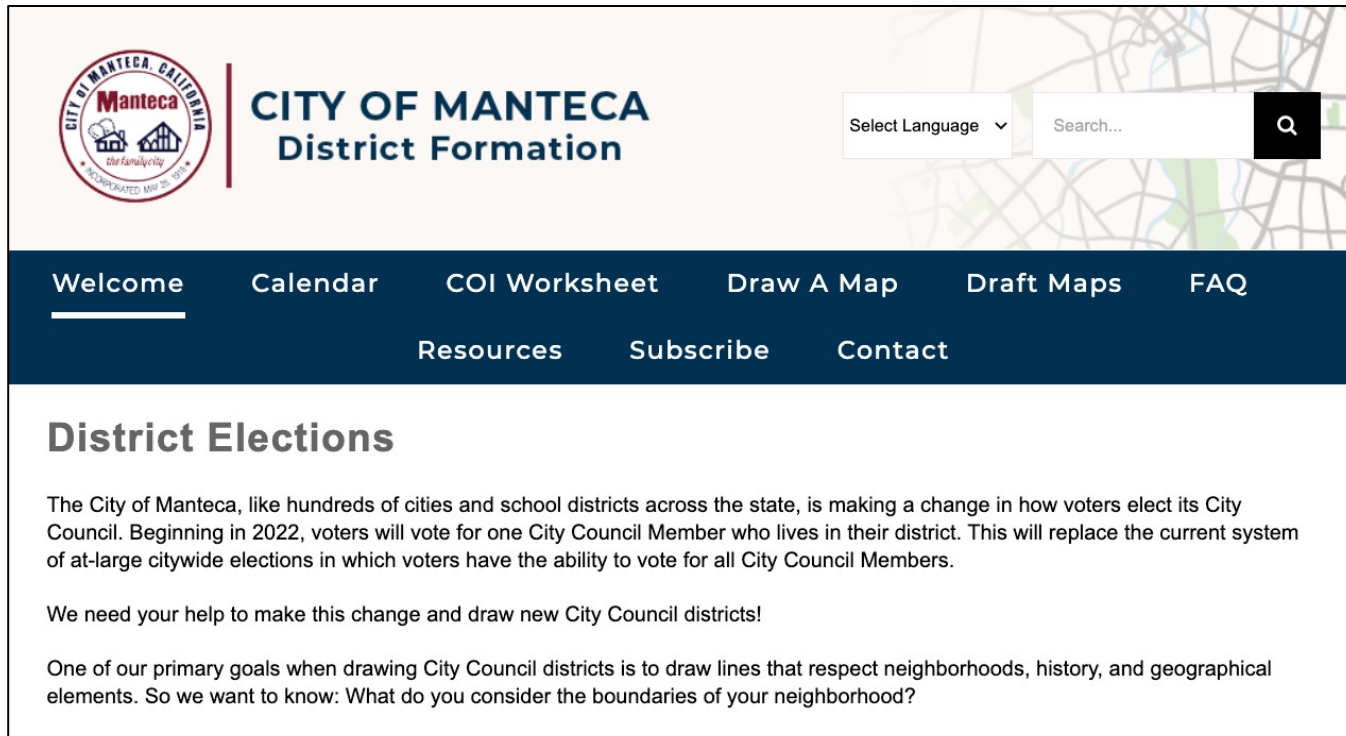 CITY OF MANTECA, CALIFORNIA
Manteca
the family city
INCORPORATED MAY 28, 1918
CITY OF MANTECA
District Formation
Select Language
Search...
Welcome
Calendar
COI Worksheet
Draw A Map
Draft Maps
FAQ
Resources
Subscribe
Contact
District Elections
The City of Manteca, like hundreds of cities and school districts across the state, is making a change in how voters elect its City
Council. Beginning in 2022, voters will vote for one City Council Member who lives in their district. This will replace the current system
of at-large citywide elections in which voters have the ability to vote for all City Council Members.
We need your help to make this change and draw new City Council districts!
One of our primary goals when drawing City Council districts is to draw lines that respect neighborhoods, history, and geographical
elements. So we want to know: What do you consider the boundaries of your neighborhood?